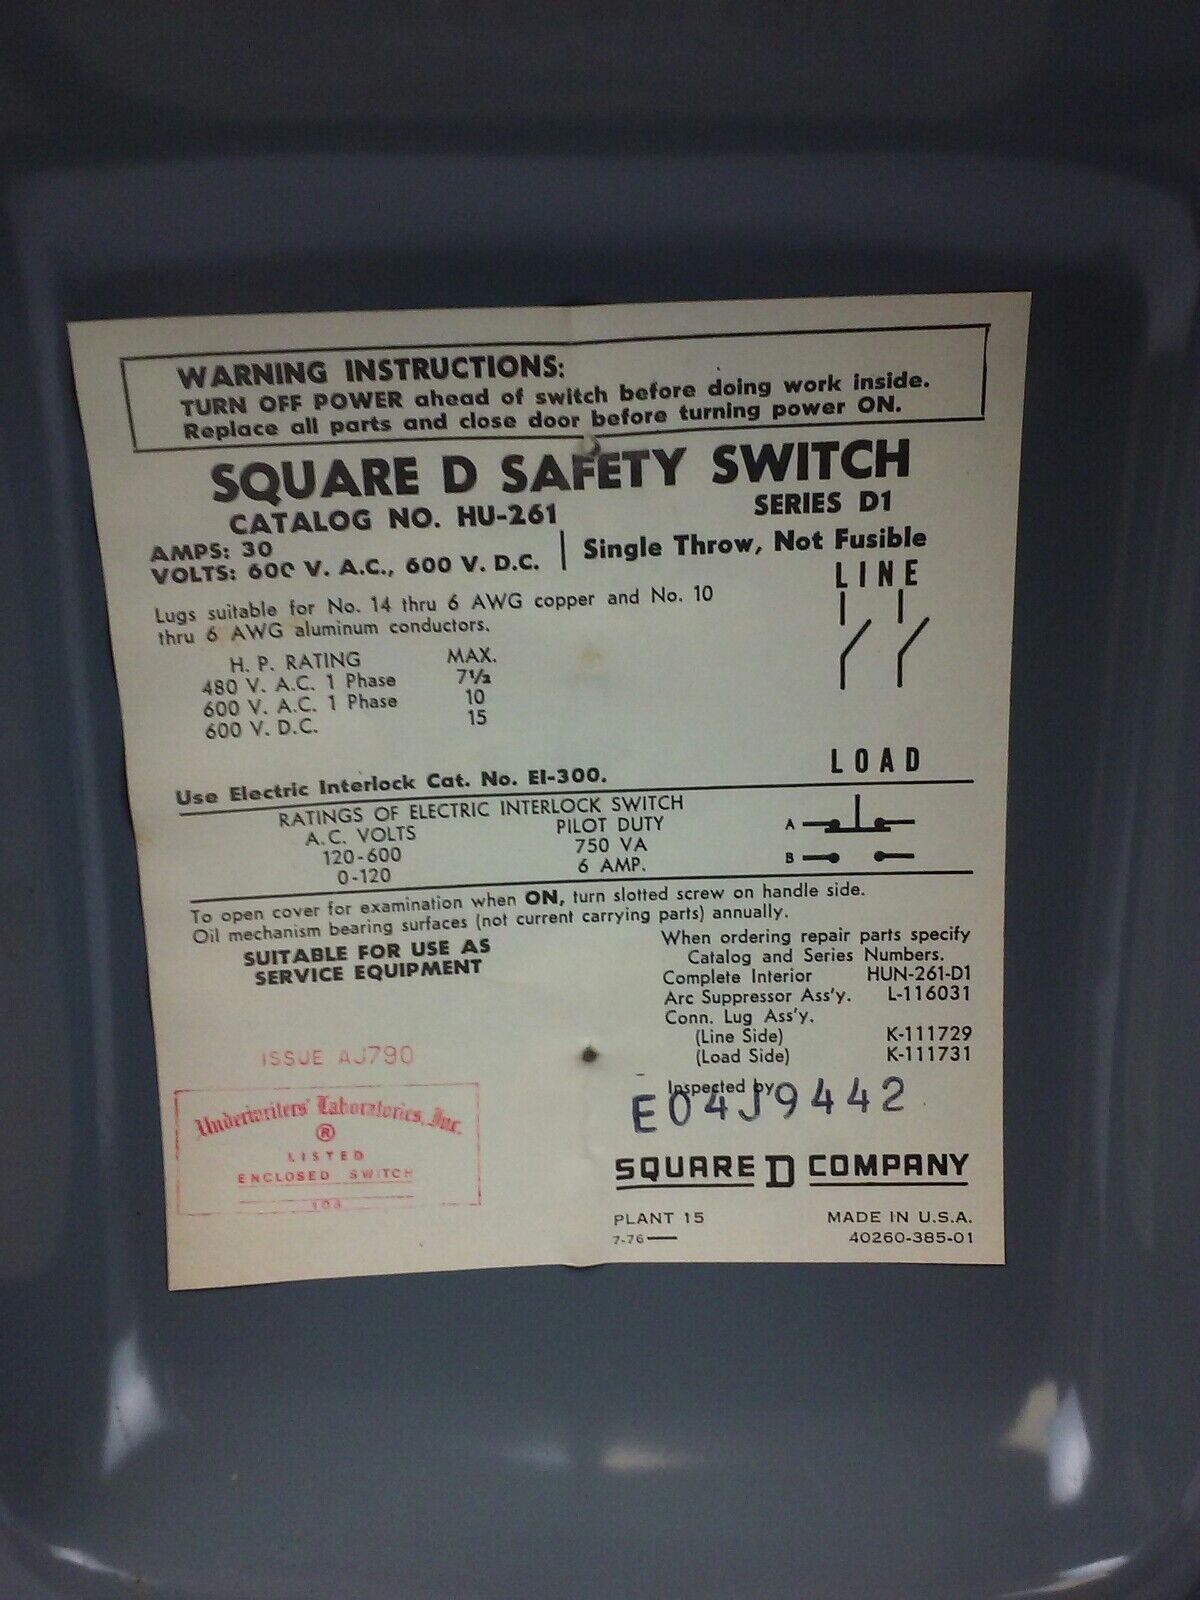 WARNING INSTRUCTIONS:
TURN OFF POWER ahead of switch before doing work inside.
Replace all parts and close door before turning power ON.
SQUARE D SAFETY SWITCH
CATALOG NO. HU-261
SERIES D1
AMPS: 30
VOLTS: 600 V. A.C., 600 V. D.C.
Single Throw, Not Fusible
Lugs suitable for No. 14 thru 6 AWG copper and No. 10
thru 6 AWG aluminum conductors.
H. P. RATING MAX.
480 V. A.C. 1 Phase 7½
600 V. A.C. 1 Phase 10
600 V. D.C. 15
LINE
LOAD
Use Electric Interlock Cat. No. EI-300.
RATINGS OF ELECTRIC INTERLOCK SWITCH
A.C. VOLTS PILOT DUTY
120-600 750 VA
0-120 6 AMP.
A
B
To open cover for examination when ON, turn slotted screw on handle side.
Oil mechanism bearing surfaces (not current carrying parts) annually.
SUITABLE FOR USE AS
SERVICE EQUIPMENT
When ordering repair parts specify
Catalog and Series Numbers.
Complete Interior HUN-261-D1
Arc Suppressor Ass'y. L-116031
Conn. Lug Ass'y.
(Line Side) K-111729
(Load Side) K-111731
ISSUE AJ790
Underwriters' Laboratories, Inc.
®
LISTED
ENCLOSED SWITCH
103
Inspected by
E04J9442
SQUARE D COMPANY
PLANT 15 MADE IN U.S.A.
7-76 40260-385-01